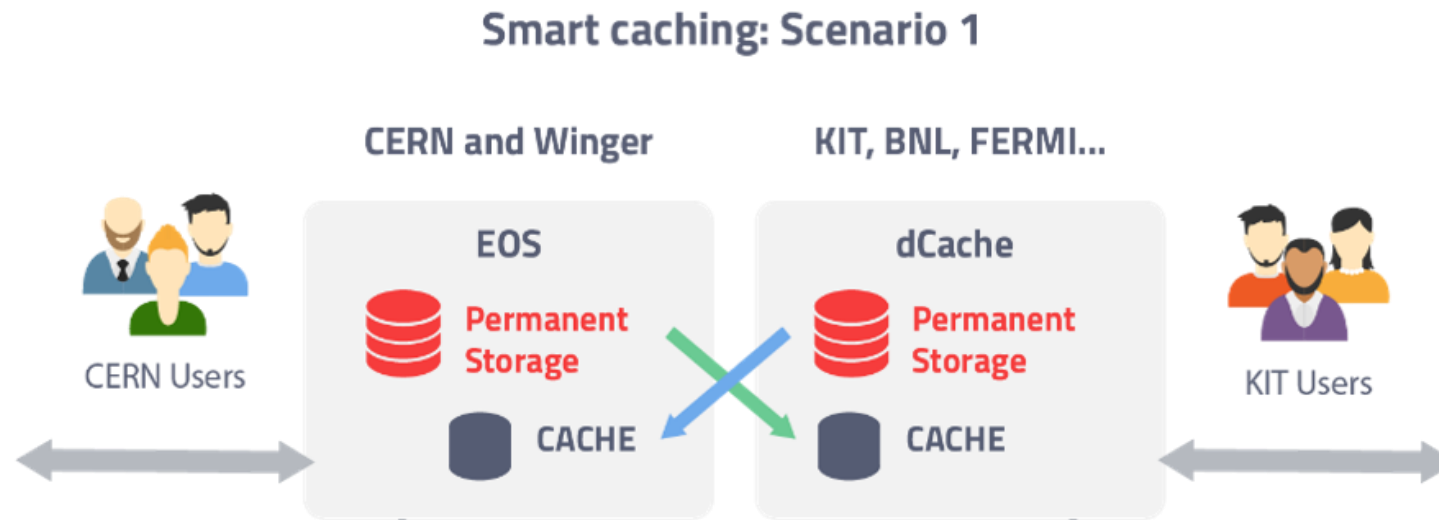 Smart caching: Scenario 1
CERN and Winger
KIT, BNL, FERMI...
EOS
dCache
Permanent
Storage
Permanent
Storage
CERN Users
KIT Users
CACHE
CACHE